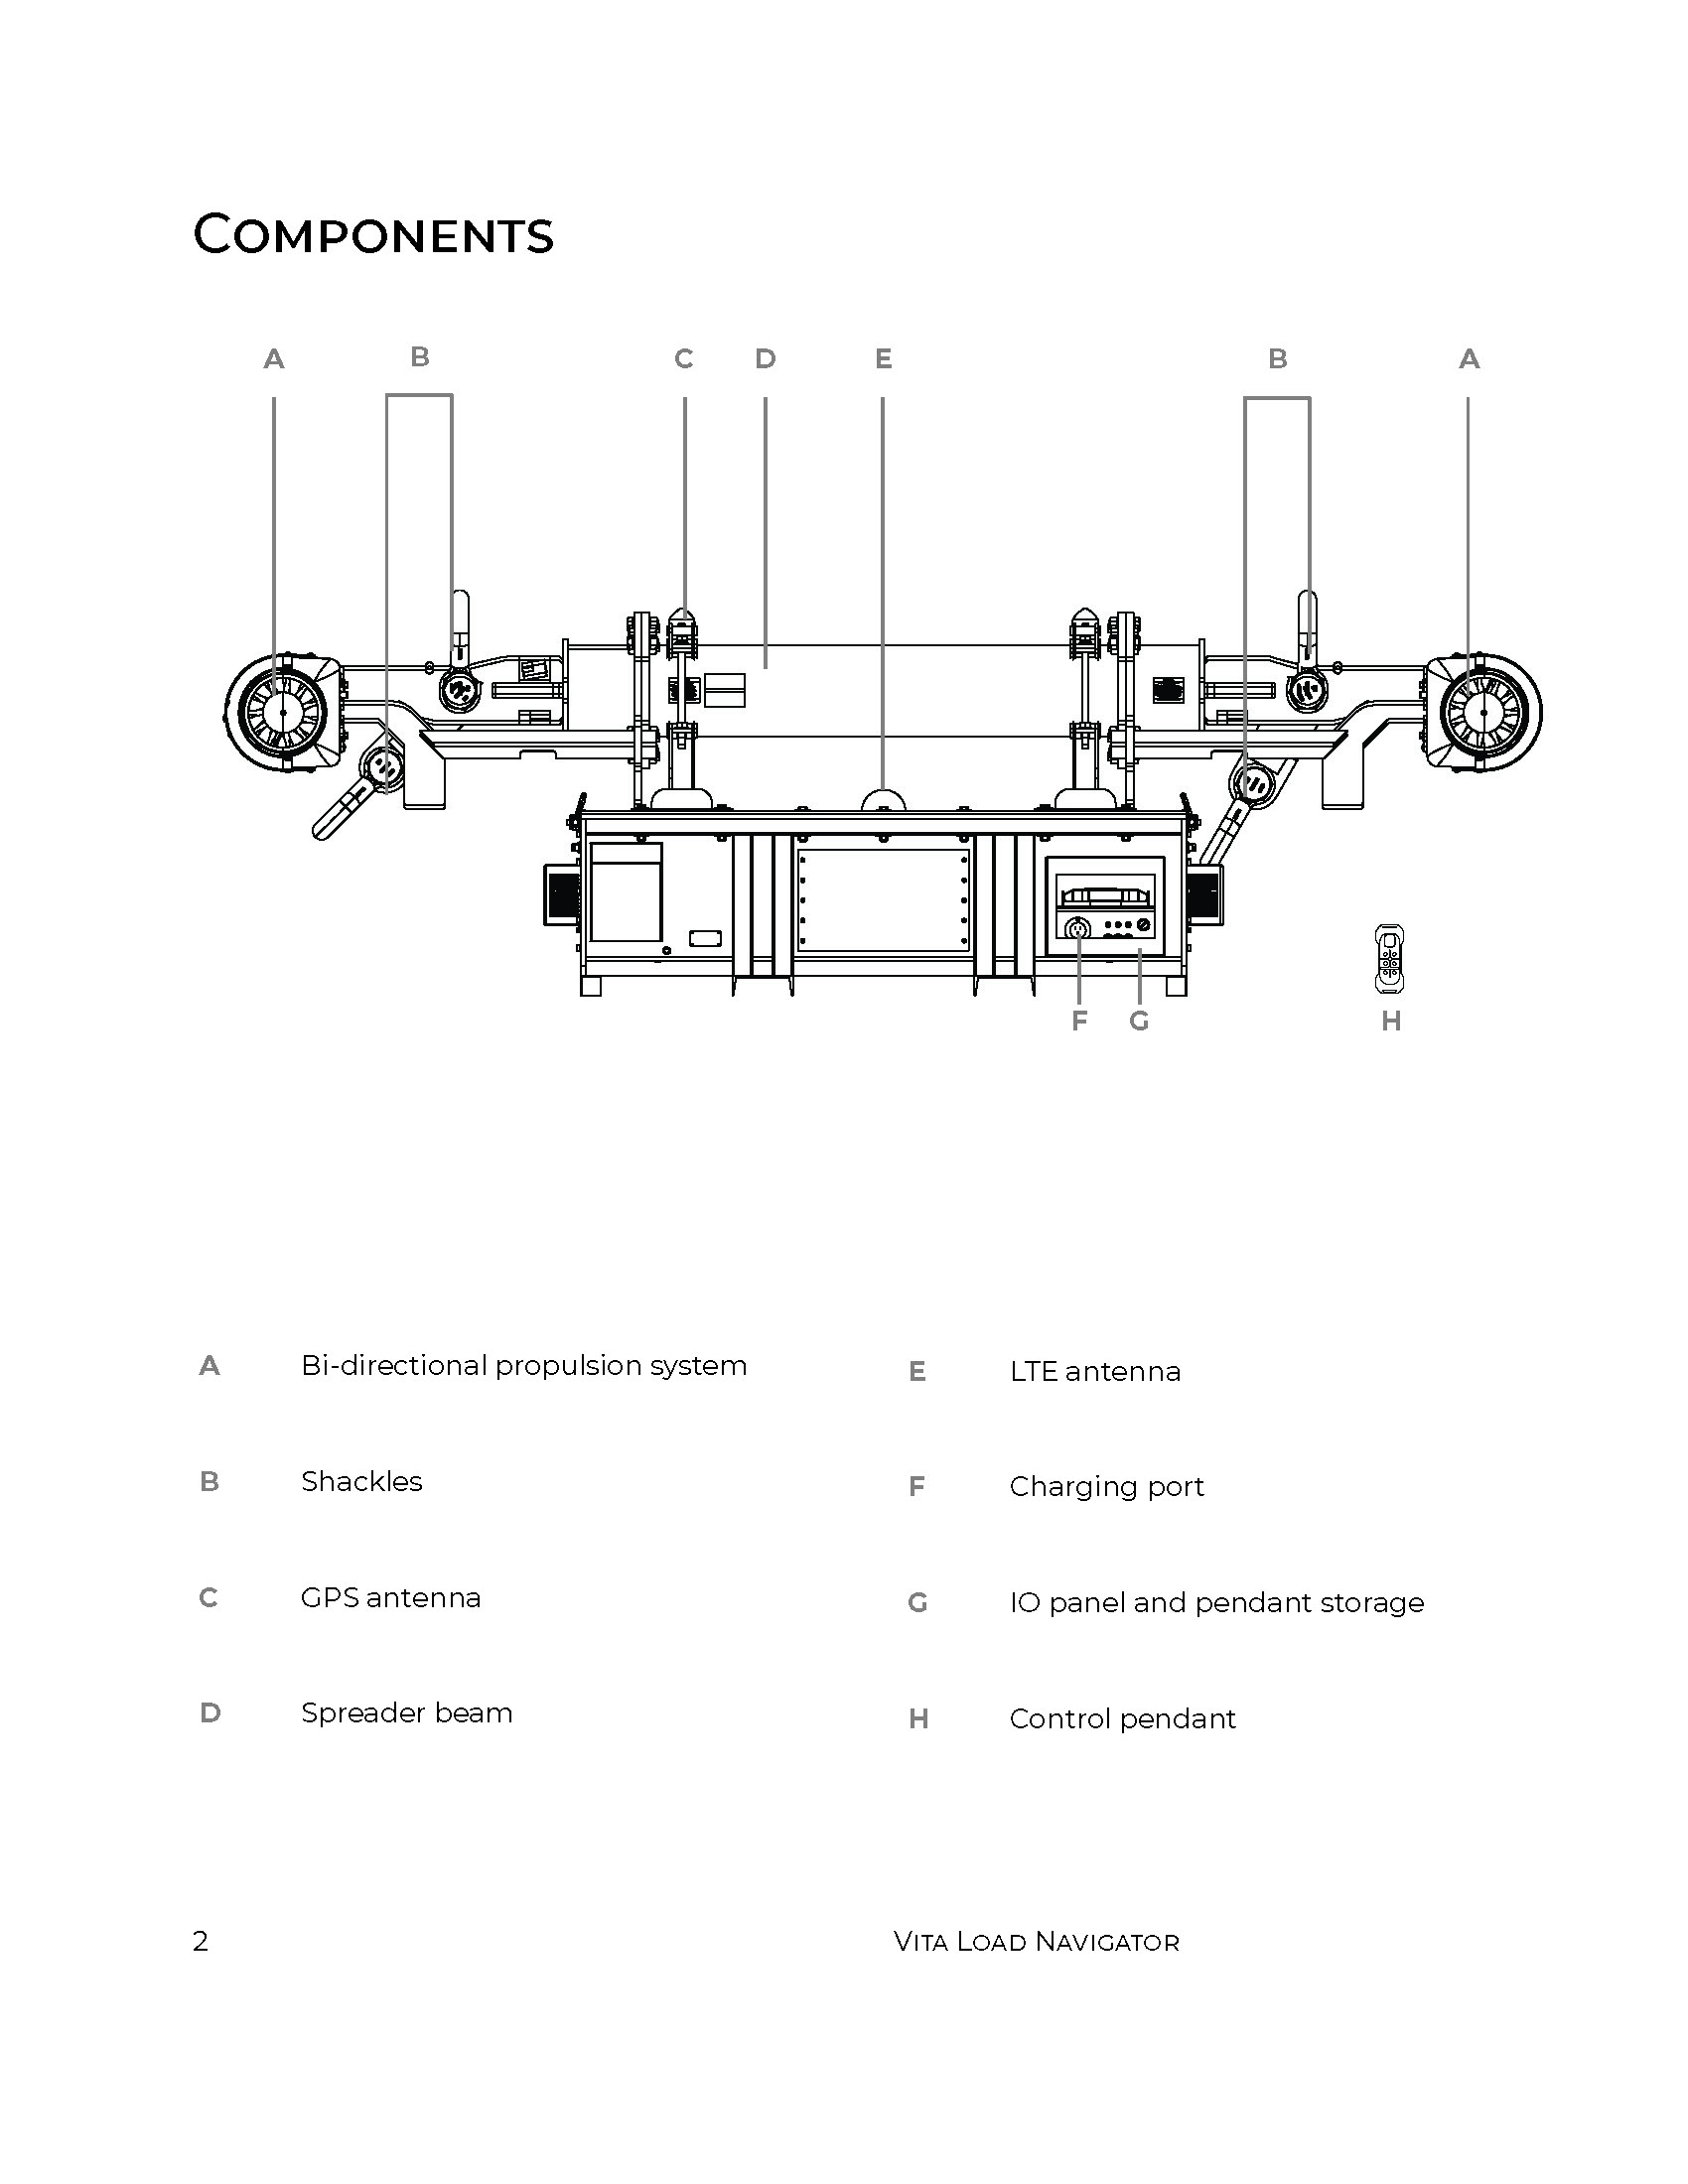 Components
A B C D E B A
F G H
A Bi-directional propulsion system
B Shackles
C GPS antenna
D Spreader beam
E LTE antenna
F Charging port
G IO panel and pendant storage
H Control pendant
2 Vita Load Navigator